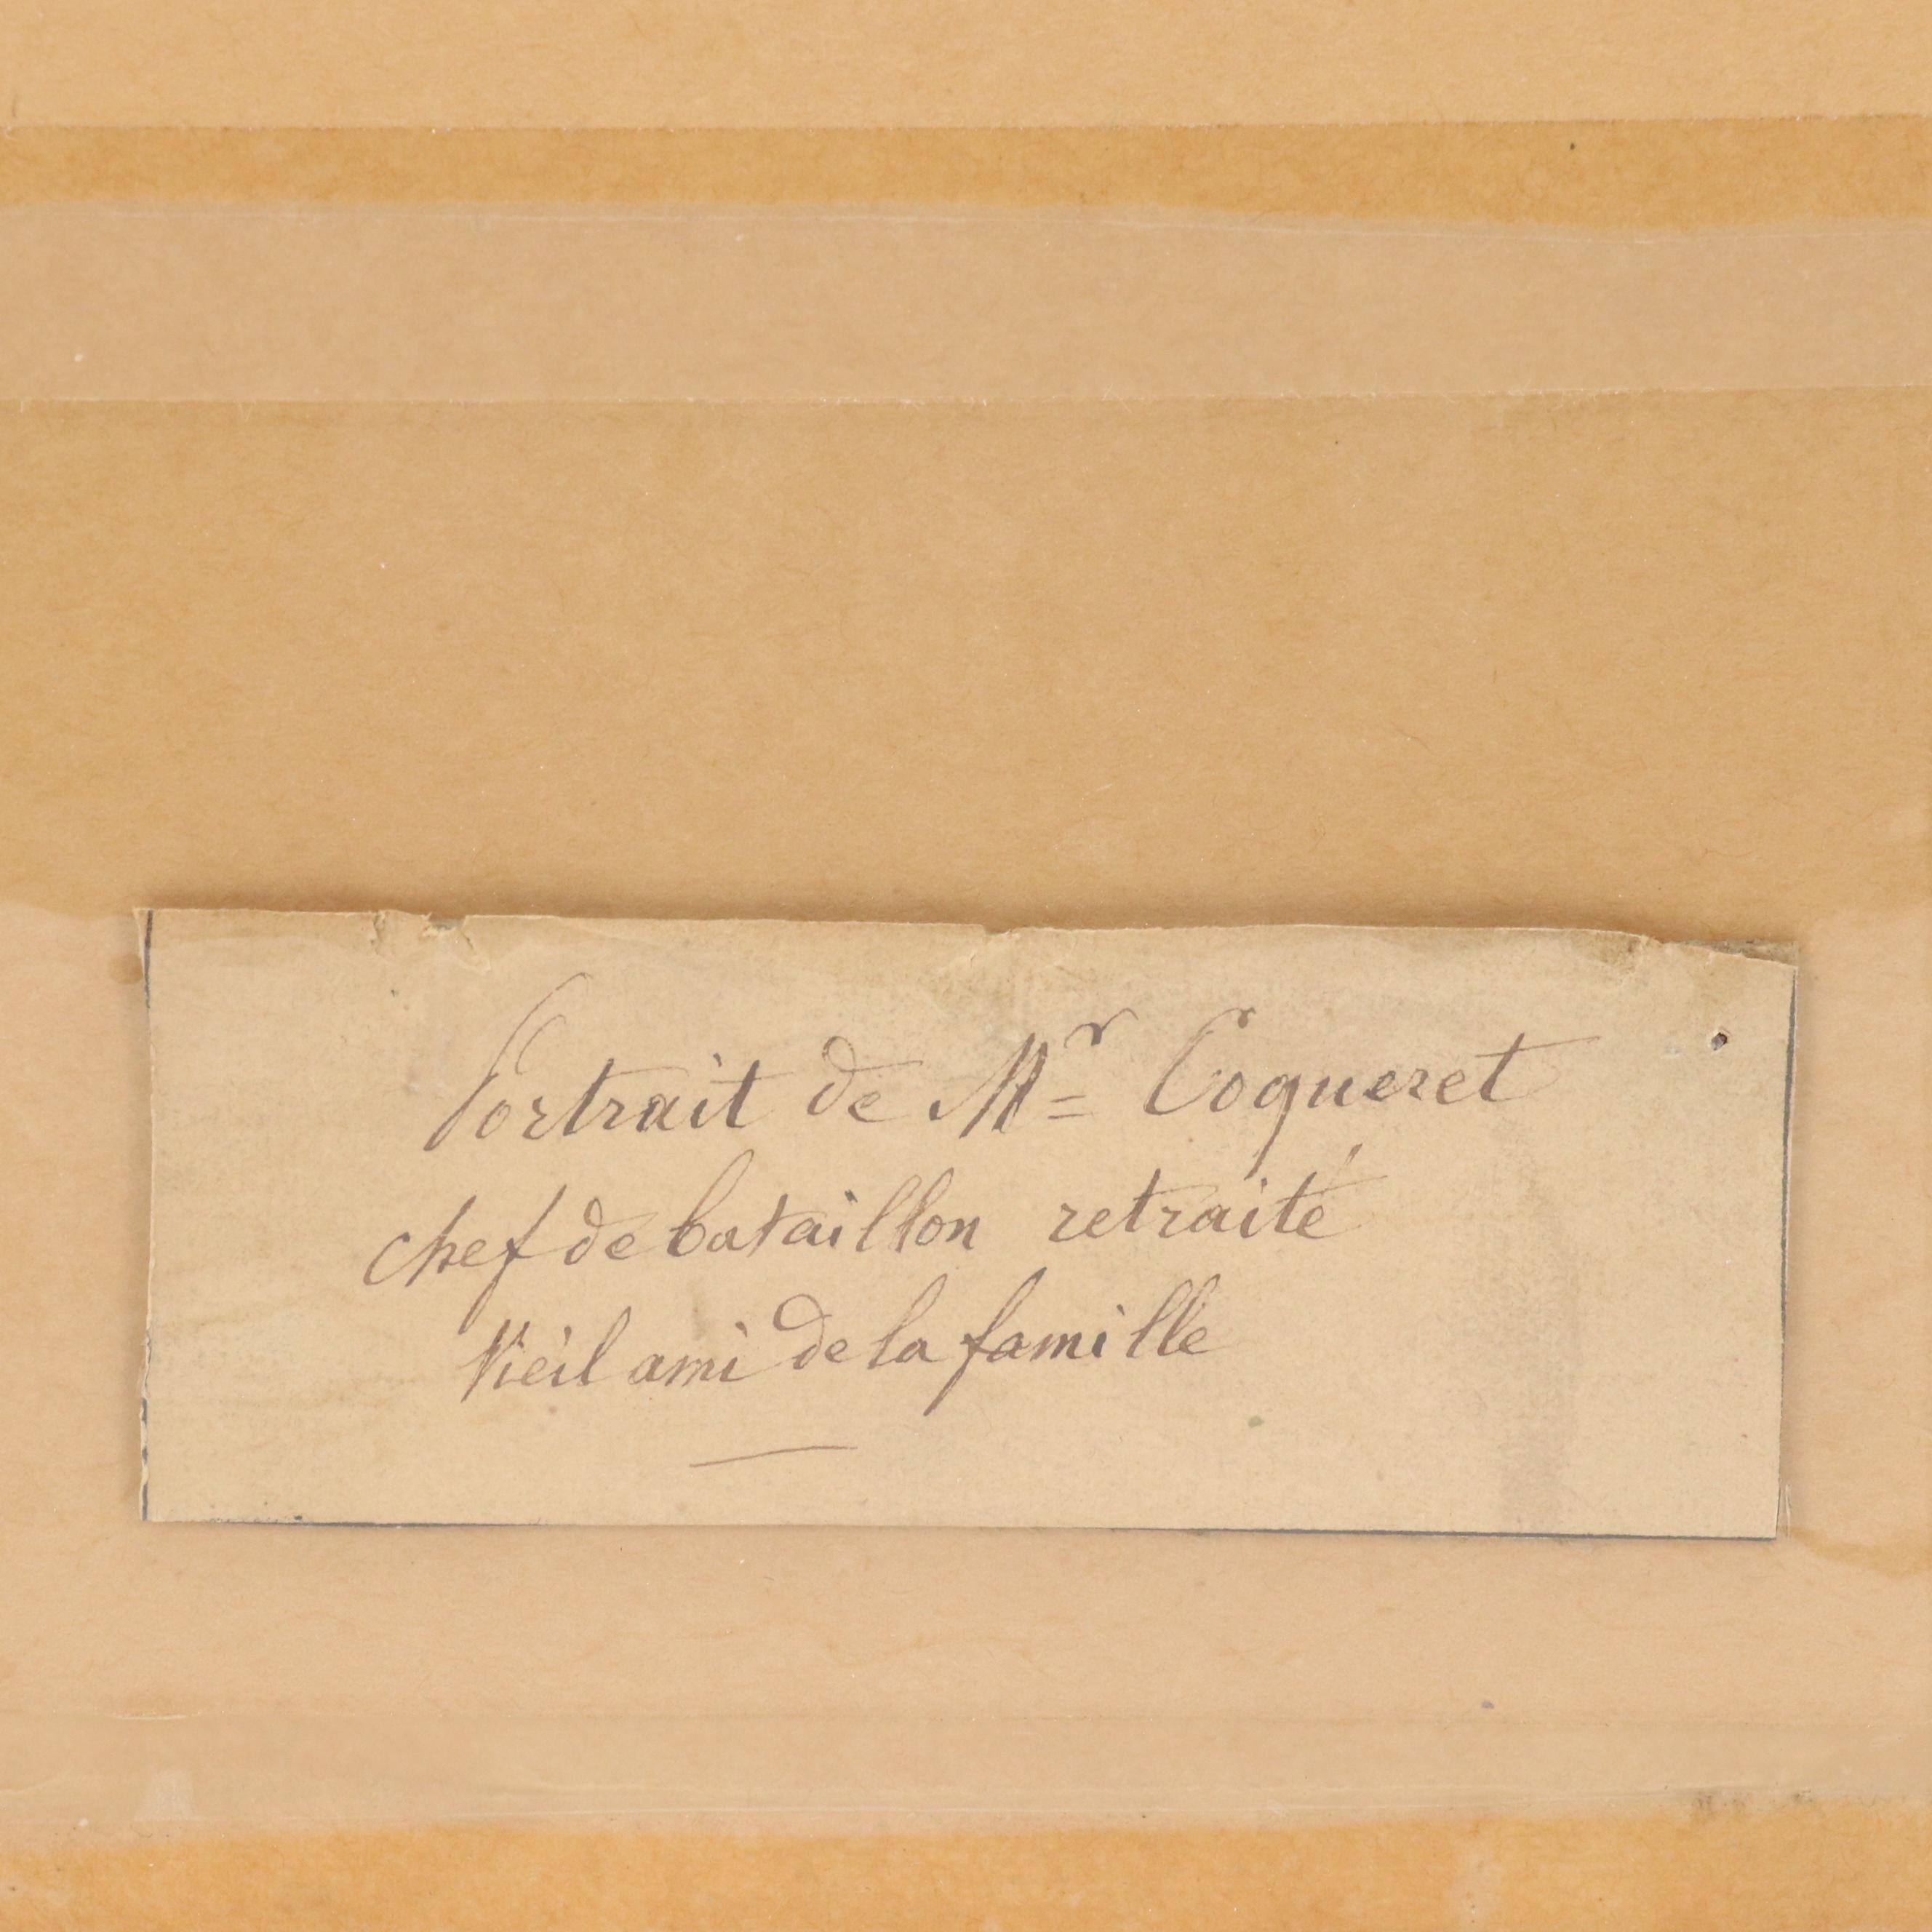 Portrait de Mr Coqueret
chef de bataillon retraité
Vieil ami de la famille